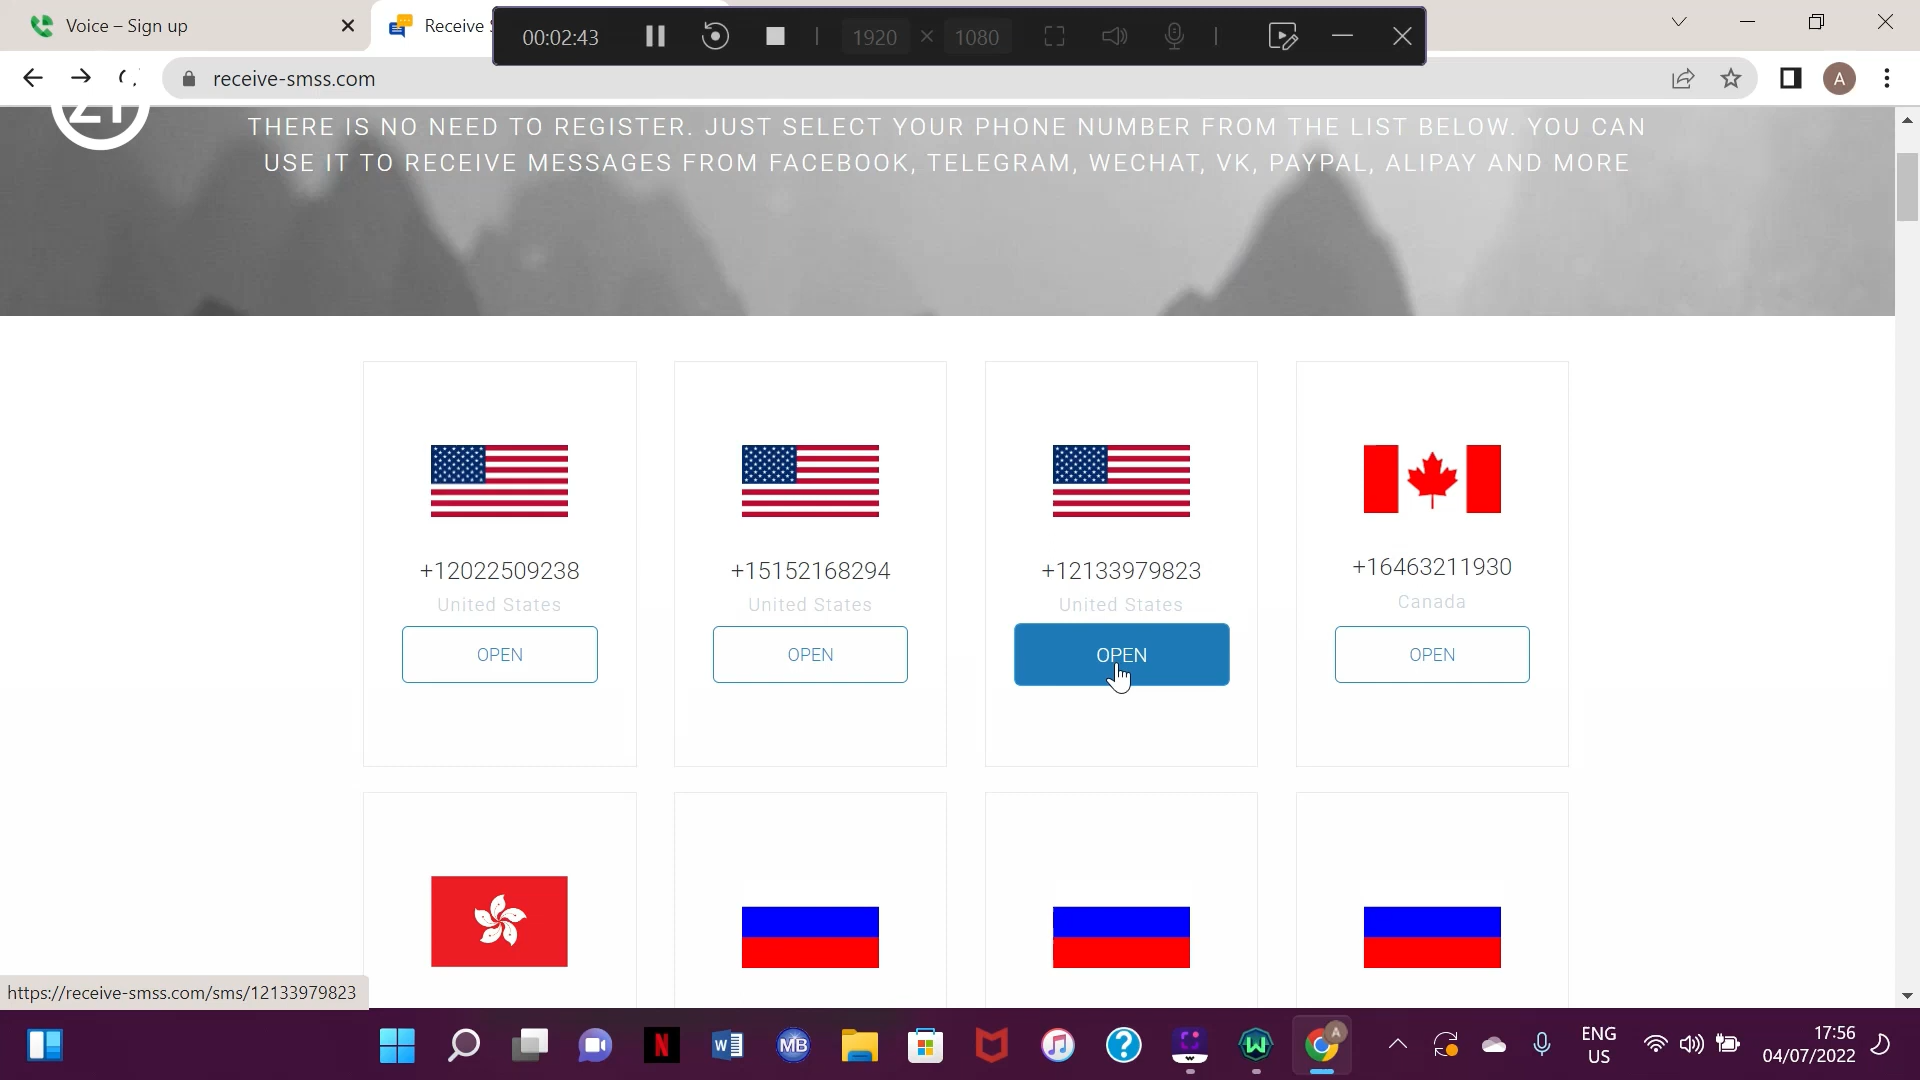 Voice – Sign up
Receive S
00:02:43
1920 × 1080
receive-smss.com
A
THERE IS NO NEED TO REGISTER. JUST SELECT YOUR PHONE NUMBER FROM THE LIST BELOW. YOU CAN
USE IT TO RECEIVE MESSAGES FROM FACEBOOK, TELEGRAM, WECHAT, VK, PAYPAL, ALIPAY AND MORE
+12022509238
United States
OPEN
+15152168294
United States
OPEN
+12133979823
United States
OPEN
+16463211930
Canada
OPEN
https://receive-smss.com/sms/12133979823
N
W
MB
?
W
A
ENG
US
17:56
04/07/2022